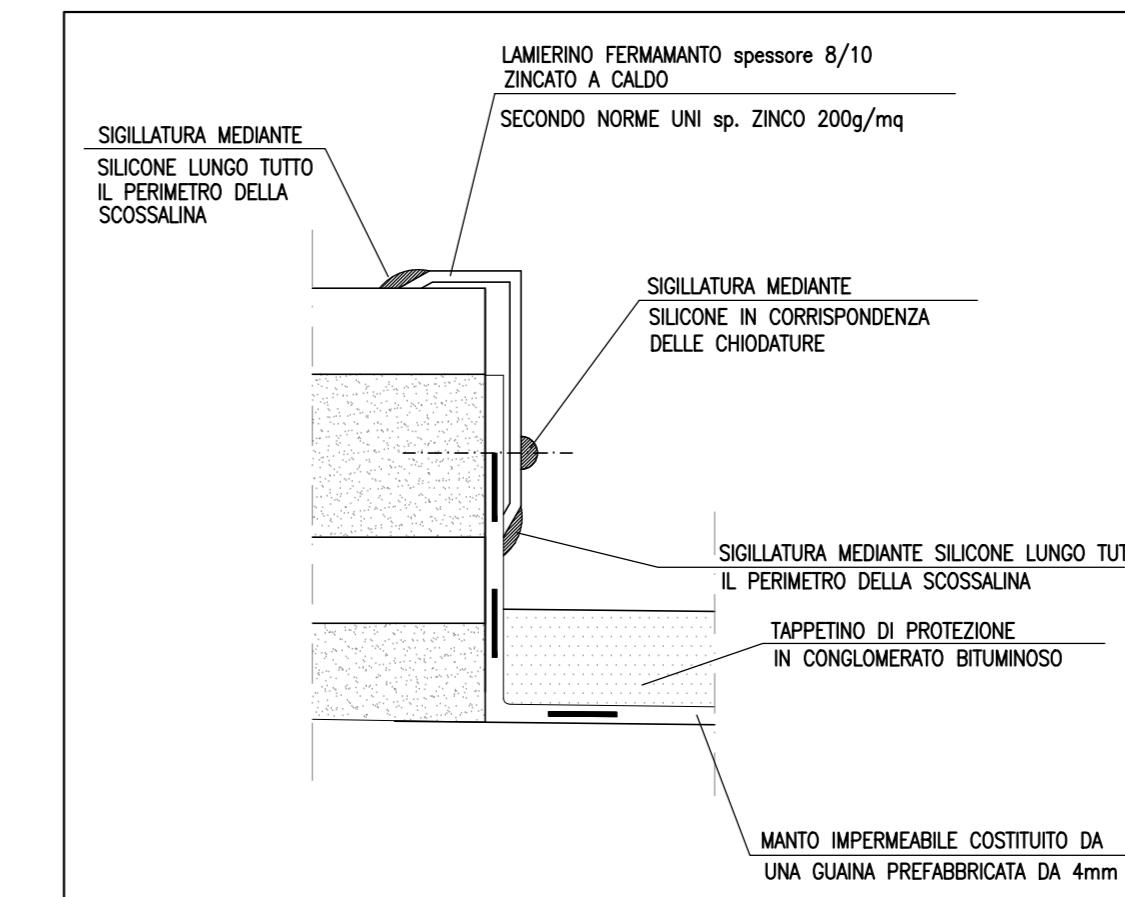 LAMIERINO FERMAMANTO spessore 8/10
ZINCATO A CALDO
SECONDO NORME UNI sp. ZINCO 200g/mq
SIGILLATURA MEDIANTE
SILICONE LUNGO TUTTO
IL PERIMETRO DELLA
SCOSSALINA
SIGILLATURA MEDIANTE
SILICONE IN CORRISPONDENZA
DELLE CHIODATURE
SIGILLATURA MEDIANTE SILICONE LUNGO TUT
IL PERIMETRO DELLA SCOSSALINA
TAPPETINO DI PROTEZIONE
IN CONGLOMERATO BITUMINOSO
MANTO IMPERMEABILE COSTITUITO DA
UNA GUAINA PREFABBRICATA DA 4mm